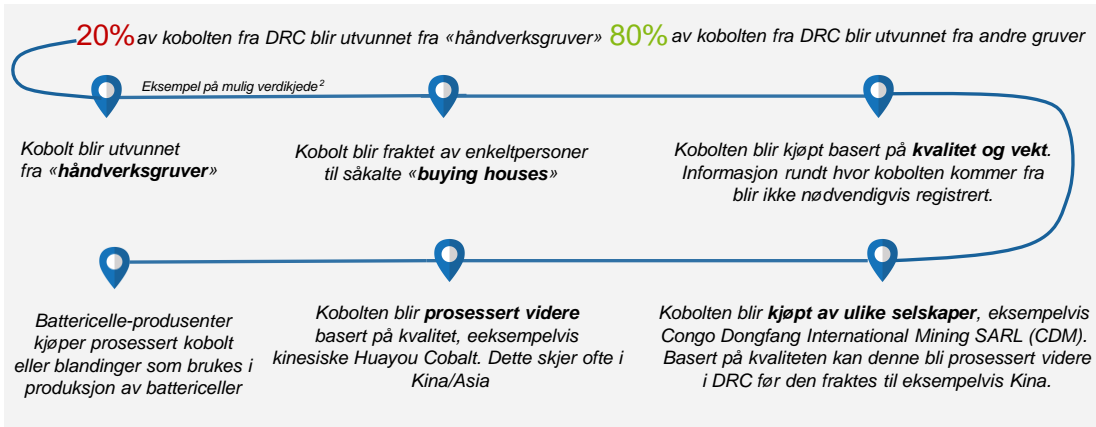 20% av kobolten fra DRC blir utvunnet fra «håndverksgruver» 80% av kobolten fra DRC blir utvunnet fra andre gruver
Eksempel på mulig verdikjede²
Kobolt blir utvunnet
fra «håndverksgruver»
Kobolt blir fraktet av enkeltpersoner
til såkalte «buying houses»
Kobolten blir kjøpt basert på kvalitet og vekt.
Informasjon rundt hvor kobolten kommer fra
blir ikke nødvendigvis registrert.
Battericelle-produsenter
kjøper prosessert kobolt
eller blandinger som brukes i
produksjon av battericeller
Kobolten blir prosessert videre
basert på kvalitet, eeksempelvis
kinesiske Huayou Cobalt. Dette skjer ofte i
Kina/Asia
Kobolten blir kjøpt av ulike selskaper, eksempelvis
Congo Dongfang International Mining SARL (CDM).
Basert på kvaliteten kan denne bli prosessert videre
i DRC før den fraktes til eksempelvis Kina.